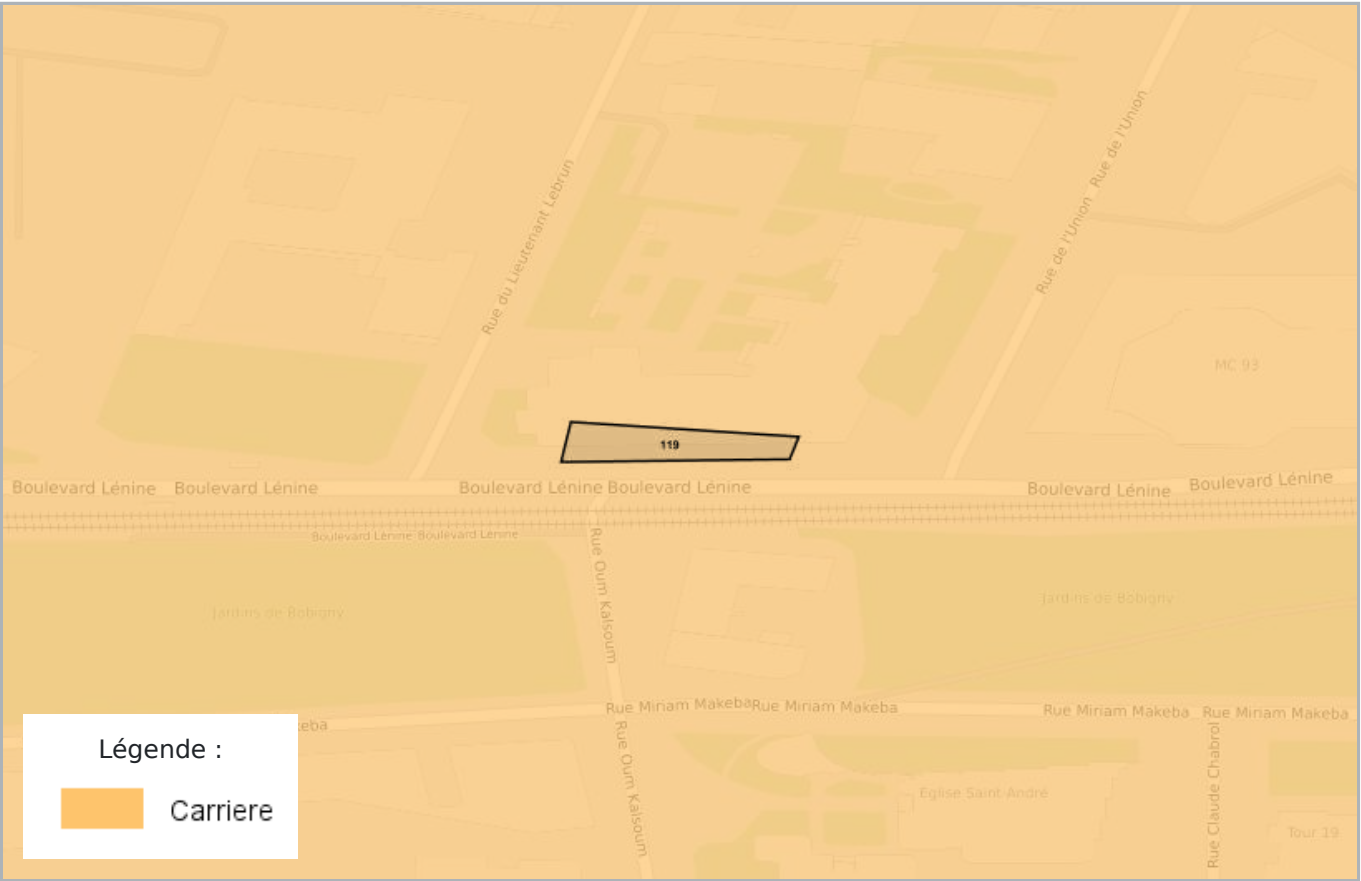 Rue du Lieutenant Lebrun
Rue de l'Union
Rue de l'Union
MC 93
119
Boulevard Lénine
Boulevard Lénine
Boulevard Lénine
Boulevard Lénine
Boulevard Lénine
Boulevard Lénine
Boulevard Lénine
Boulevard Lénine
Rue Oum Kalsoum
Jardins de Bobigny
Jardins de Bobigny
Rue Miriam Makeba
Rue Miriam Makeba
Rue Miriam Makeba
Rue Miriam Makeba
keba
Rue Oum Kalsoum
Rue Claude Chabrol
Église Saint-André
Tour 19
Légende :
Carriere